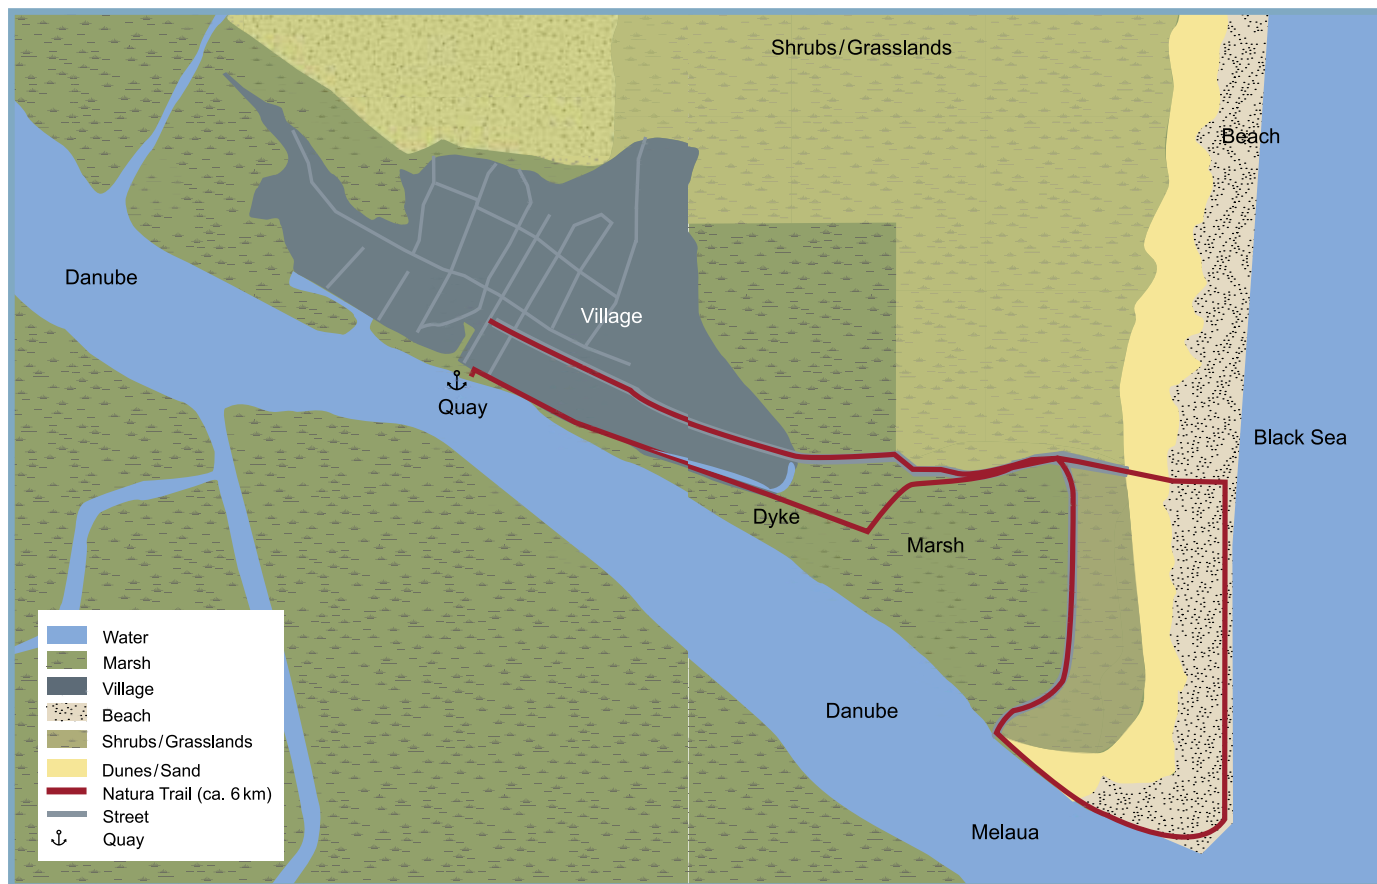 Shrubs/Grasslands
Beach
Danube
Village
Quay
Black Sea
Dyke
Marsh
Danube
Melaua
Water
Marsh
Village
Beach
Shrubs/Grasslands
Dunes/Sand
Natura Trail (ca. 6 km)
Street
Quay